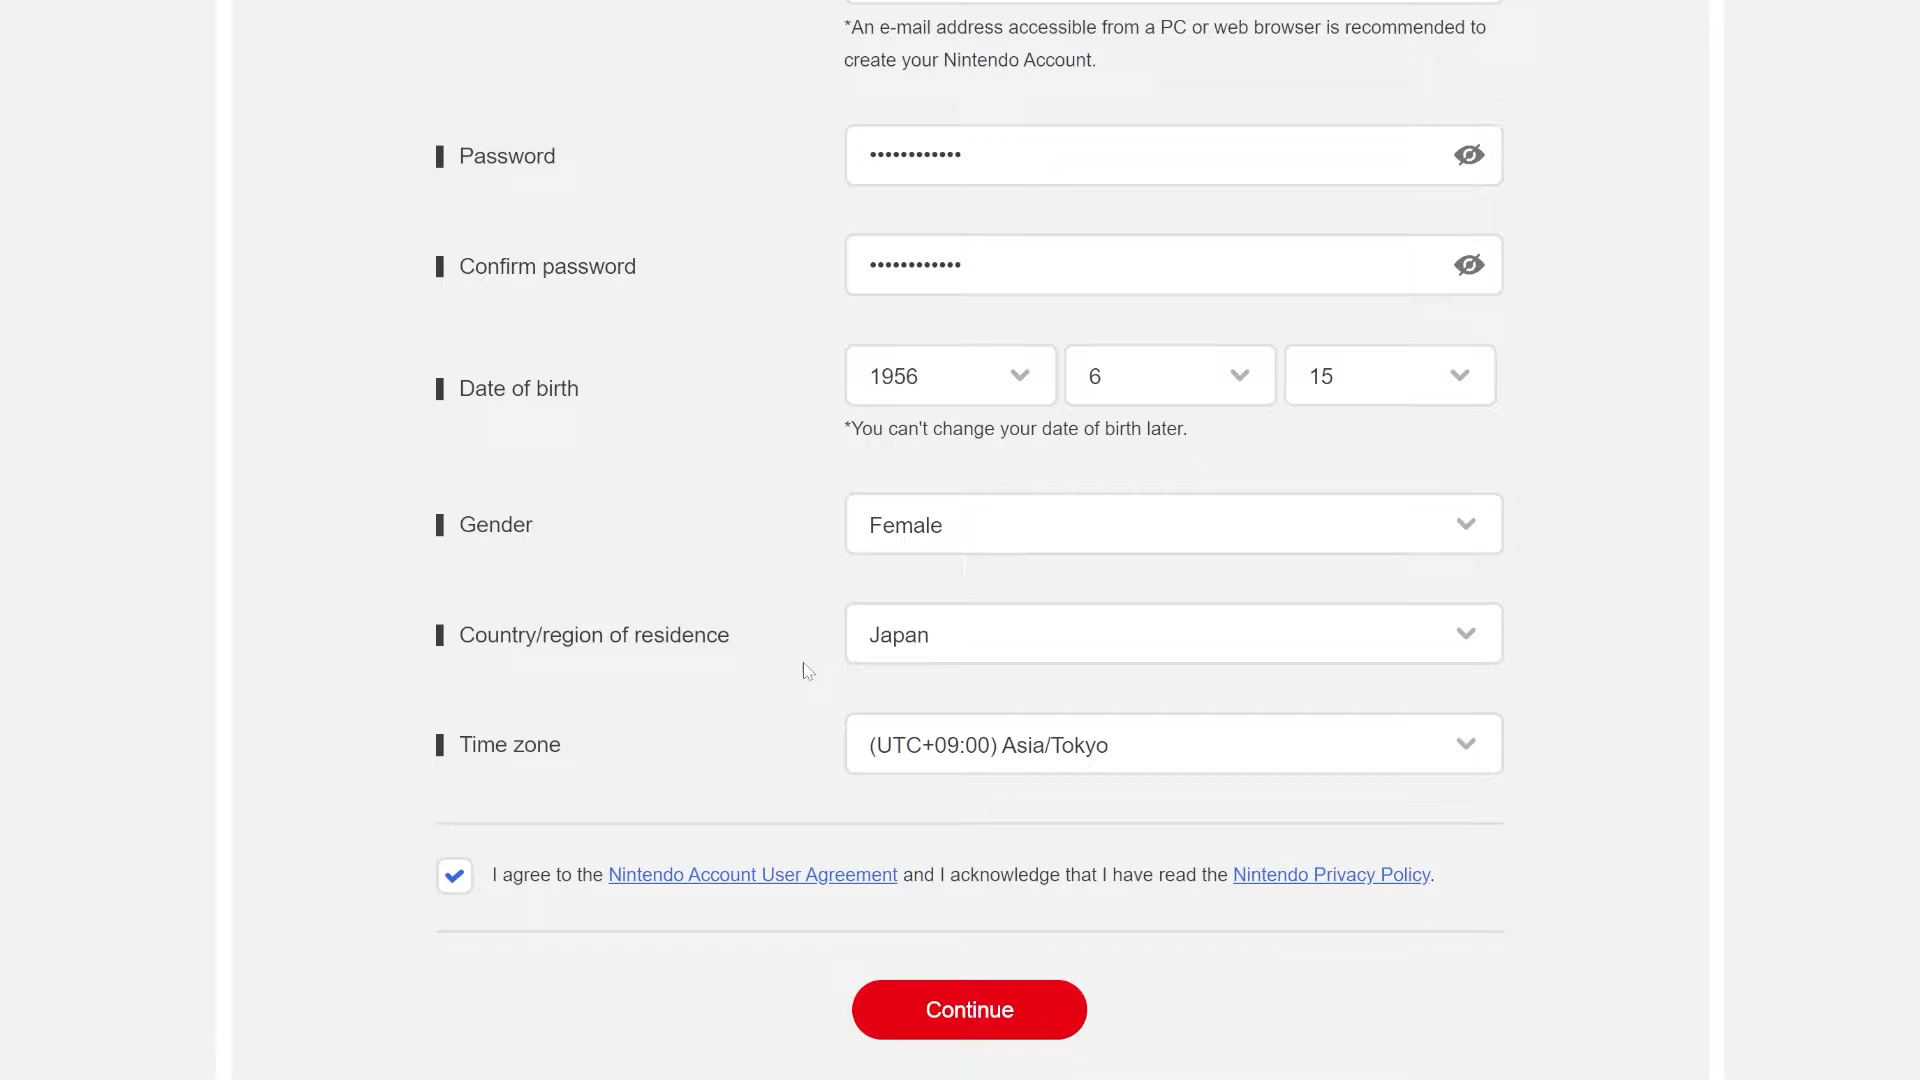 *An e-mail address accessible from a PC or web browser is recommended to
create your Nintendo Account.
Password
••••••••••••
Confirm password
••••••••••••
Date of birth
1956 6 15
*You can't change your date of birth later.
Gender
Female
Country/region of residence
Japan
Time zone
(UTC+09:00) Asia/Tokyo
I agree to the Nintendo Account User Agreement and I acknowledge that I have read the Nintendo Privacy Policy.
Continue